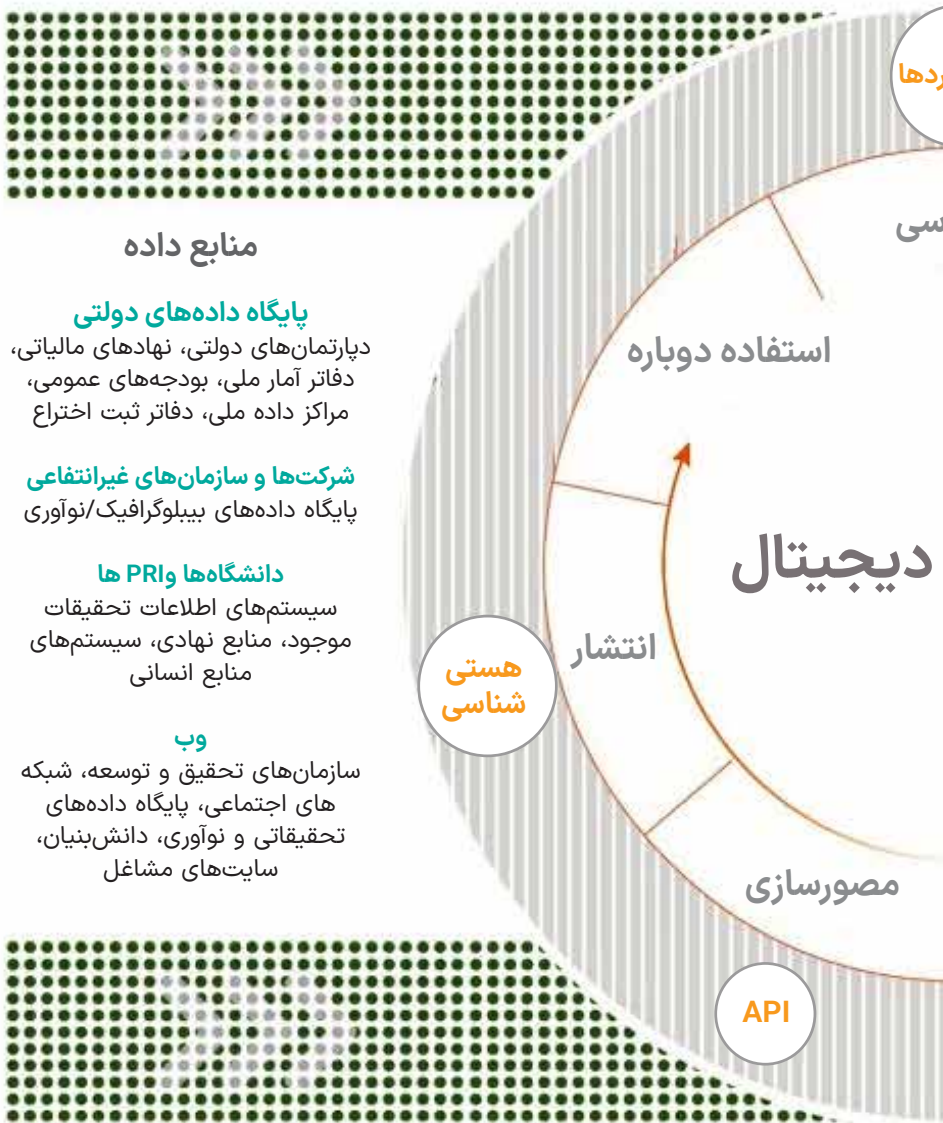 منابع داده
پایگاه داده‌های دولتی
دپارتمان‌های دولتی، نهادهای مالیاتی،
دفاتر آمار ملی، بودجه‌های عمومی،
مراکز داده ملی، دفاتر ثبت اختراع
شرکت‌ها و سازمان‌های غیرانتفاعی
پایگاه داده‌های بیبلوگرافیک/نوآوری
دانشگاه‌ها وPRI ها
سیستم‌های اطلاعات تحقیقات
موجود، منابع نهادی، سیستم‌های
منابع انسانی
وب
سازمان‌های تحقیق و توسعه، شبکه
های اجتماعی، پایگاه داده‌های
تحقیقاتی و نوآوری، دانش‌بنیان،
سایت‌های مشاغل
استفاده دوباره
دیجیتال
انتشار
هستی
شناسی
مصورسازی
API